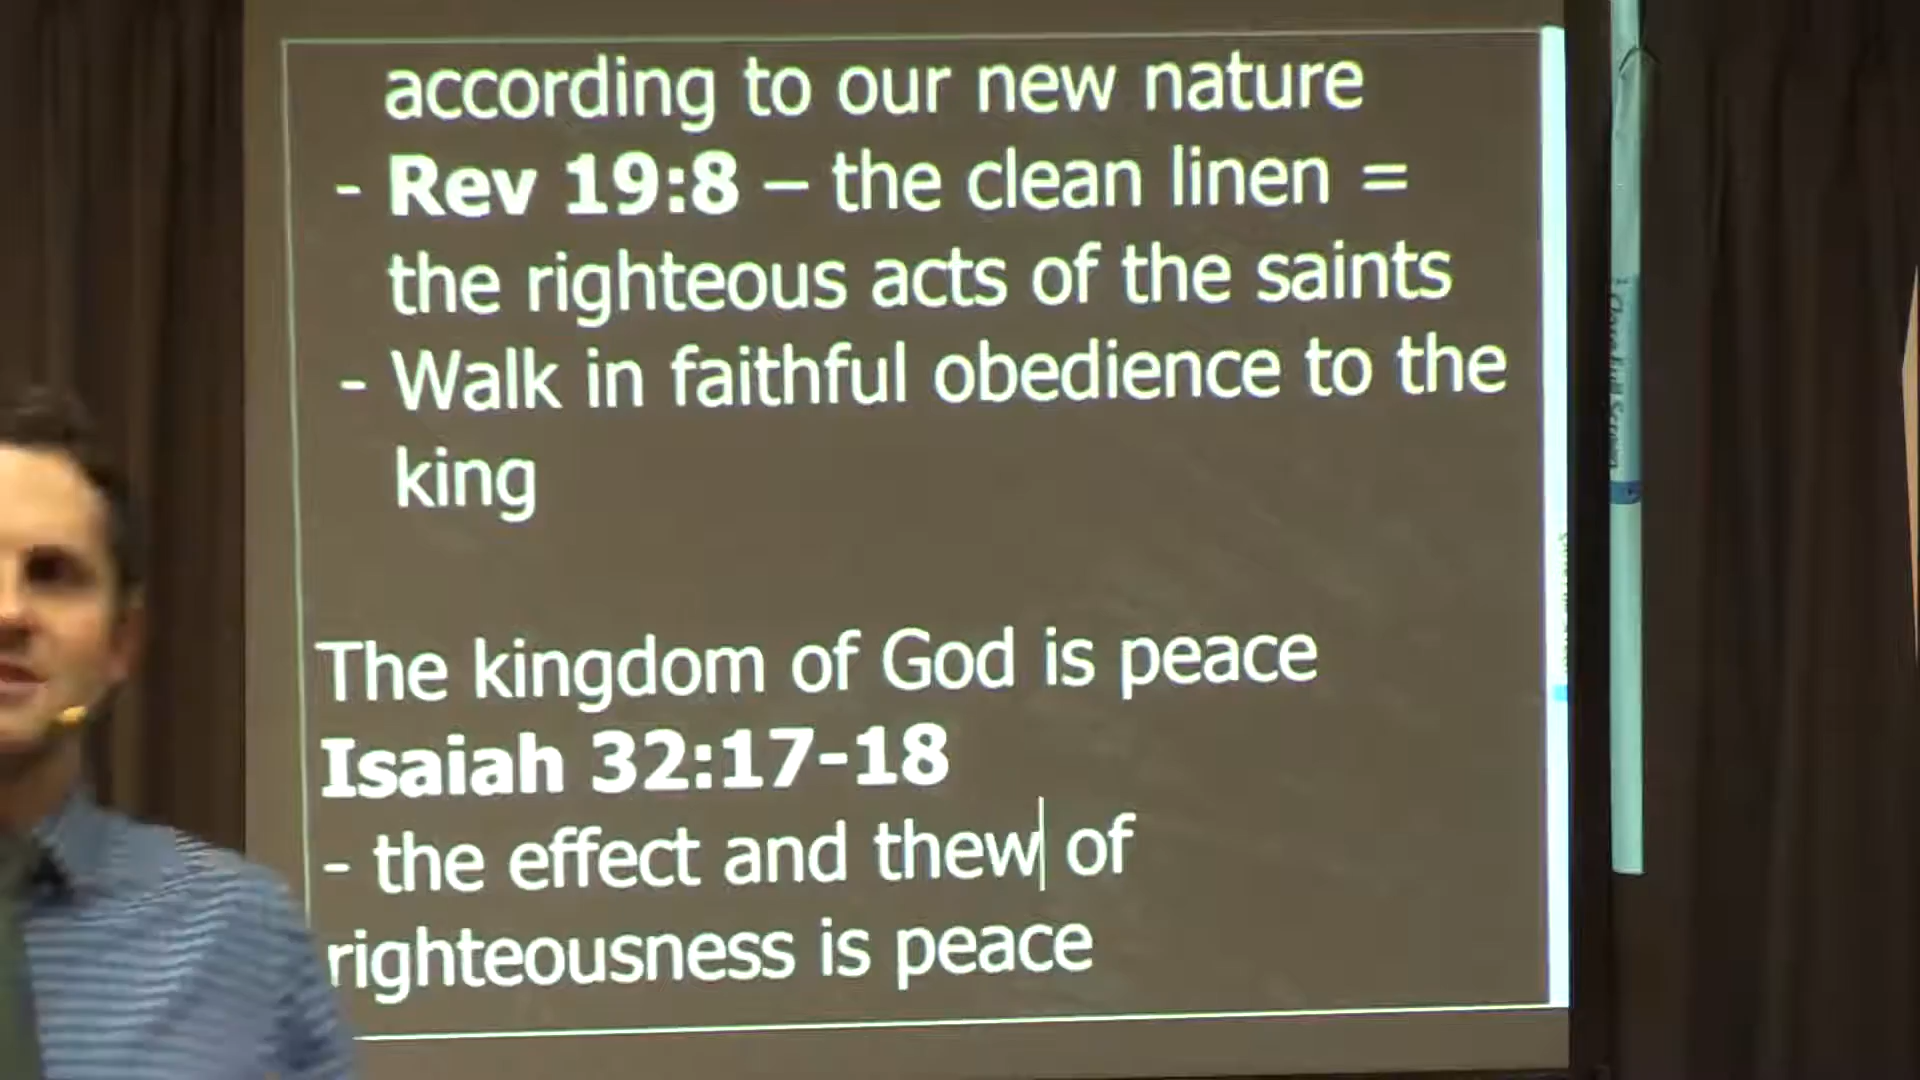 according to our new nature
- Rev 19:8 – the clean linen =
the righteous acts of the saints
- Walk in faithful obedience to the
king
The kingdom of God is peace
Isaiah 32:17-18
- the effect and thew of
righteousness is peace